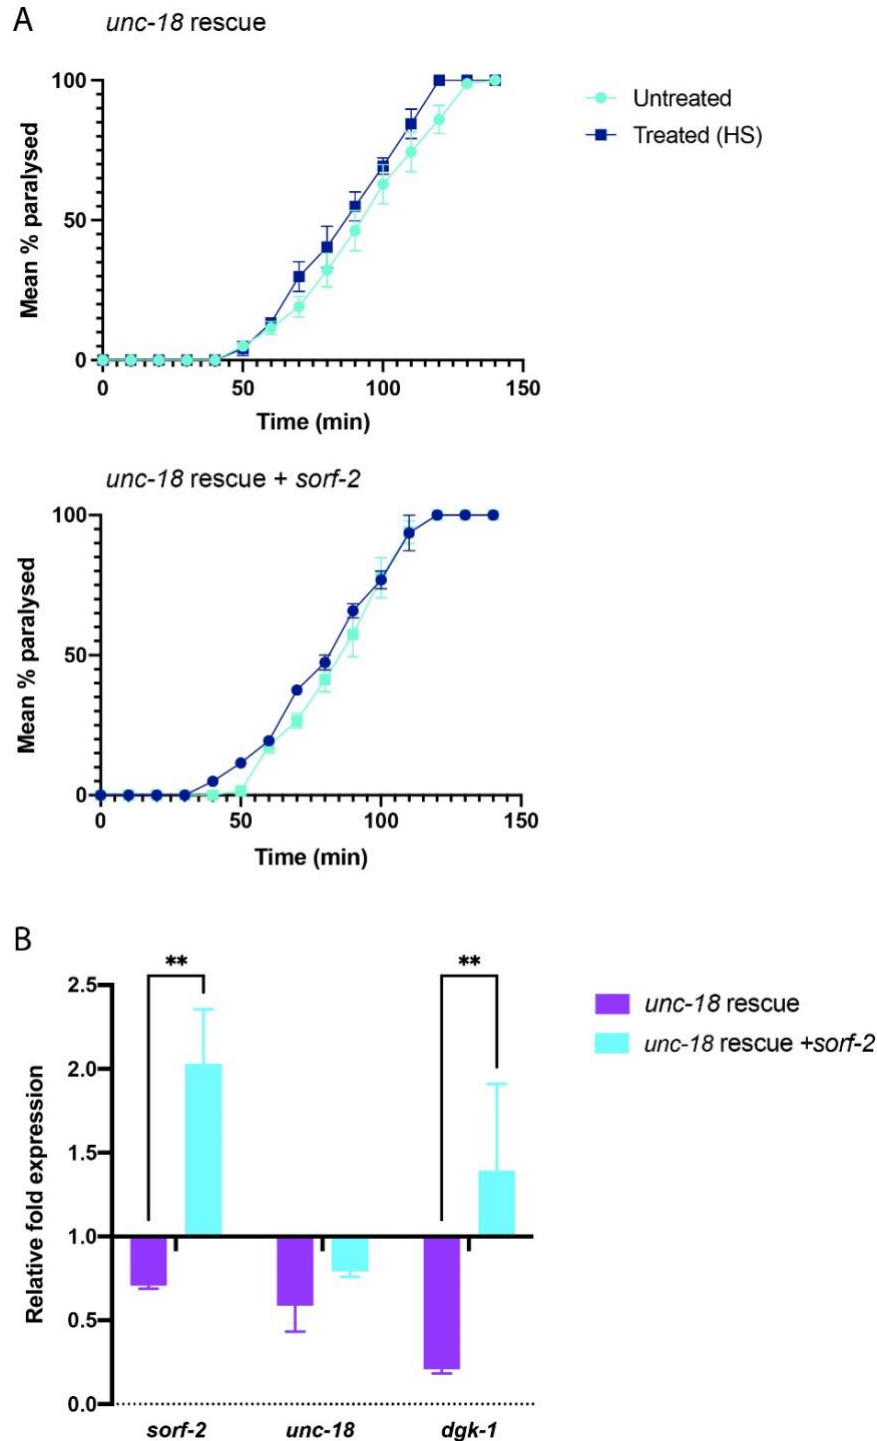 A
unc-18 rescue
100
50
0
Mean % paralysed
0 50 100 150
Time (min)
Untreated
Treated (HS)
unc-18 rescue + sorf-2
100
50
0
Mean % paralysed
0 50 100 150
Time (min)
B
** **
2.5
2.0
1.5
1.0
0.5
0.0
Relative fold expression
sorf-2 unc-18 dgk-1
unc-18 rescue
unc-18 rescue +sorf-2